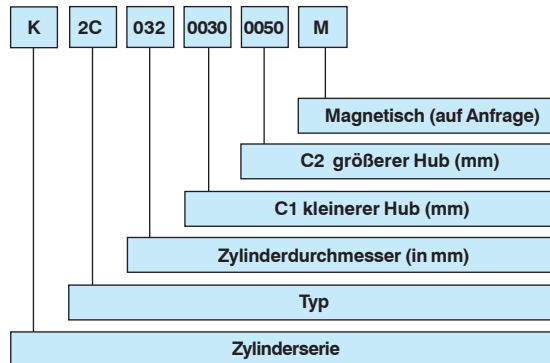 K 2C 032 0030 0050 M
Magnetisch (auf Anfrage)
C2 größerer Hub (mm)
C1 kleinerer Hub (mm)
Zylinderdurchmesser (in mm)
Typ
Zylinderserie